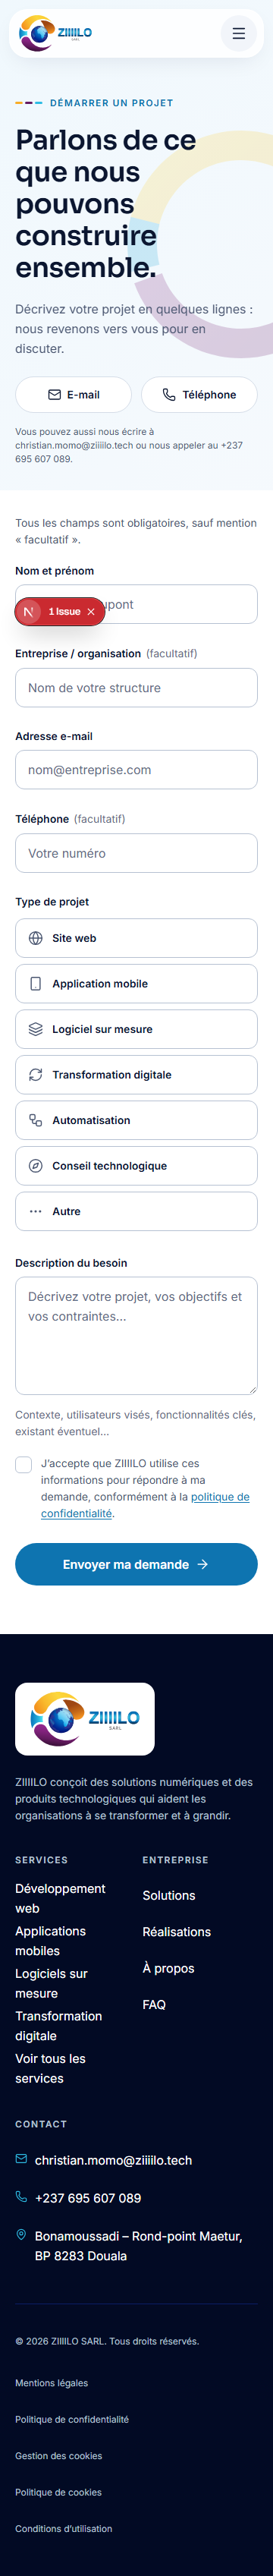 ZIIIILO
SARL
DÉMARRER UN PROJET
Parlons de ce
que nous
pouvons
construire
ensemble.
Décrivez votre projet en quelques lignes :
nous revenons vers vous pour en
discuter.
E-mail
Téléphone
Vous pouvez aussi nous écrire à
christian.momo@ziiiilo.tech ou nous appeler au +237
695 607 089.
Tous les champs sont obligatoires, sauf mention
« facultatif ».
Nom et prénom
N 1 Issue
upont
Entreprise / organisation (facultatif)
Nom de votre structure
Adresse e-mail
nom@entreprise.com
Téléphone (facultatif)
Votre numéro
Type de projet
Site web
Application mobile
Logiciel sur mesure
Transformation digitale
Automatisation
Conseil technologique
Autre
Description du besoin
Décrivez votre projet, vos objectifs et
vos contraintes...
Contexte, utilisateurs visés, fonctionnalités clés,
existant éventuel...
J'accepte que ZIIIILO utilise ces
informations pour répondre à ma
demande, conformément à la politique de
confidentialité.
Envoyer ma demande
ZIIIILO
SARL
ZIIIILO conçoit des solutions numériques et des
produits technologiques qui aident les
organisations à se transformer et à grandir.
SERVICES
Développement
web
Applications
mobiles
Logiciels sur
mesure
Transformation
digitale
Voir tous les
services
ENTREPRISE
Solutions
Réalisations
À propos
FAQ
CONTACT
christian.momo@ziiiilo.tech
+237 695 607 089
Bonamoussadi – Rond-point Maetur,
BP 8283 Douala
© 2026 ZIIIILO SARL. Tous droits réservés.
Mentions légales
Politique de confidentialité
Gestion des cookies
Politique de cookies
Conditions d'utilisation